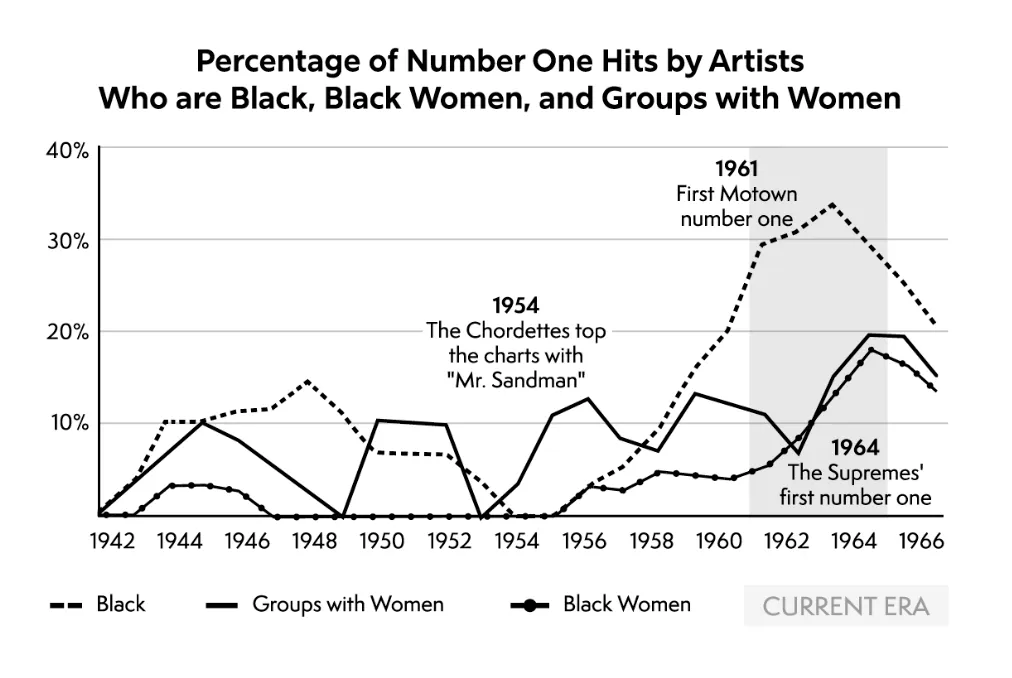 Percentage of Number One Hits by Artists
Who are Black, Black Women, and Groups with Women
40%
30%
20%
10%
1961
First Motown
number one
1954
The Chordettes top
the charts with
"Mr. Sandman"
1964
The Supremes'
first number one
1942 1944 1946 1948 1950 1952 1954 1956 1958 1960 1962 1964 1966
Black Groups with Women Black Women CURRENT ERA